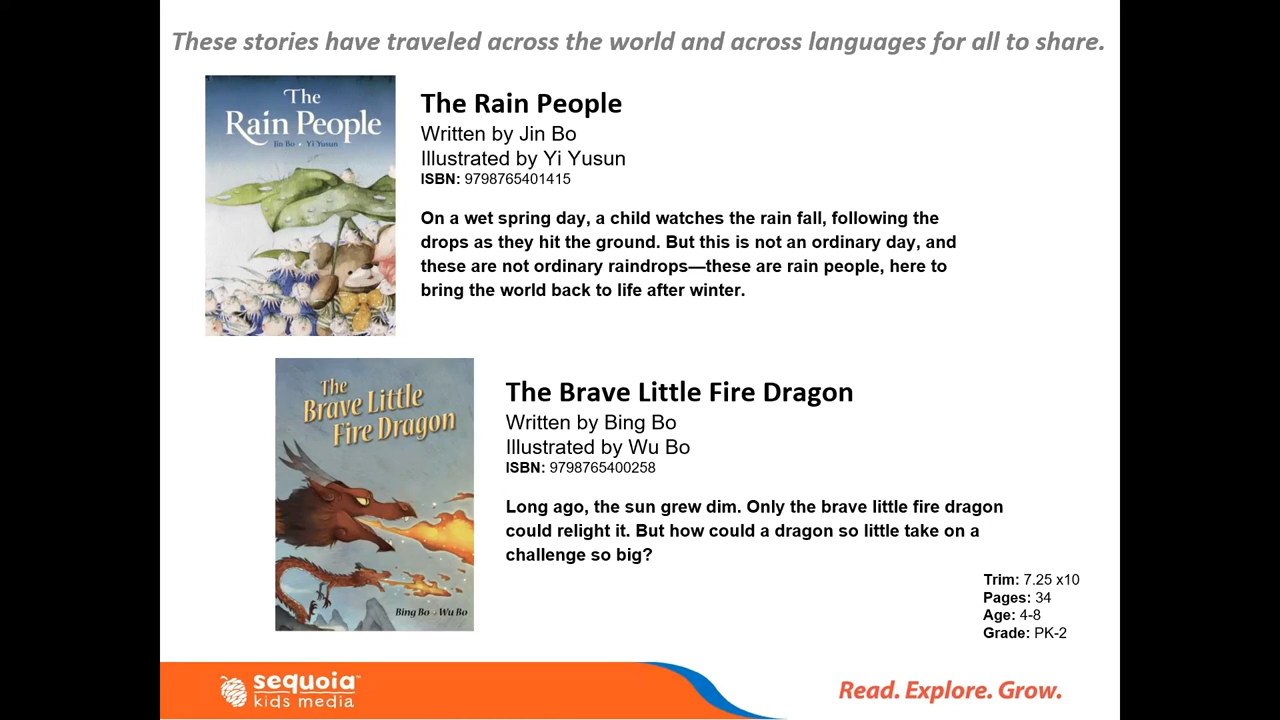 These stories have traveled across the world and across languages for all to share.
The
Rain People
Jin Bo • Yi Yusun
The Rain People
Written by Jin Bo
Illustrated by Yi Yusun
ISBN: 9798765401415
On a wet spring day, a child watches the rain fall, following the
drops as they hit the ground. But this is not an ordinary day, and
these are not ordinary raindrops—these are rain people, here to
bring the world back to life after winter.
The
Brave Little
Fire Dragon
Bing Bo • Wu Bo
The Brave Little Fire Dragon
Written by Bing Bo
Illustrated by Wu Bo
ISBN: 9798765400258
Long ago, the sun grew dim. Only the brave little fire dragon
could relight it. But how could a dragon so little take on a
challenge so big?
Trim: 7.25 x10
Pages: 34
Age: 4-8
Grade: PK-2
sequoia™
kids media
Read. Explore. Grow.